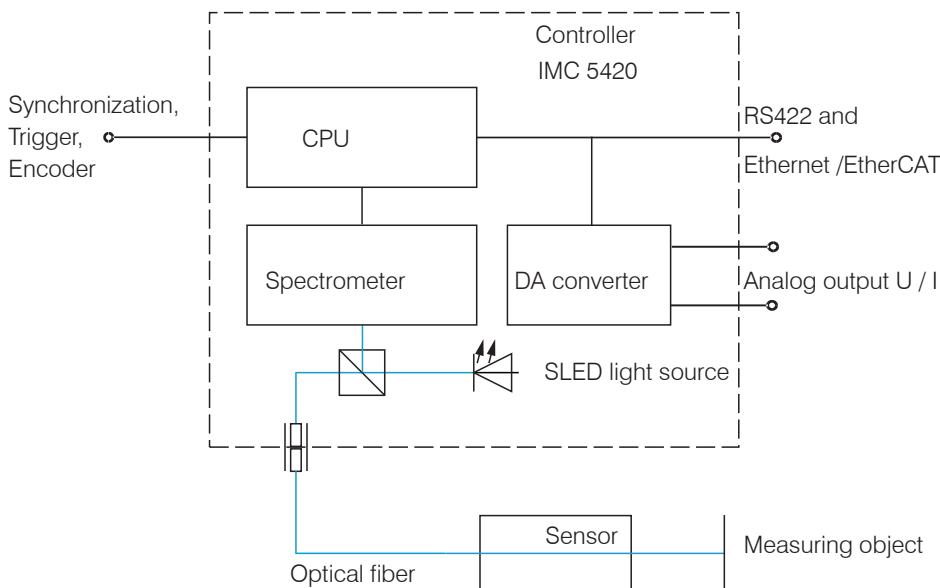 Controller
IMC 5420
Synchronization,
Trigger,
Encoder
CPU
RS422 and
Ethernet /EtherCAT
Spectrometer
DA converter
Analog output U / I
SLED light source
Sensor
Measuring object
Optical fiber